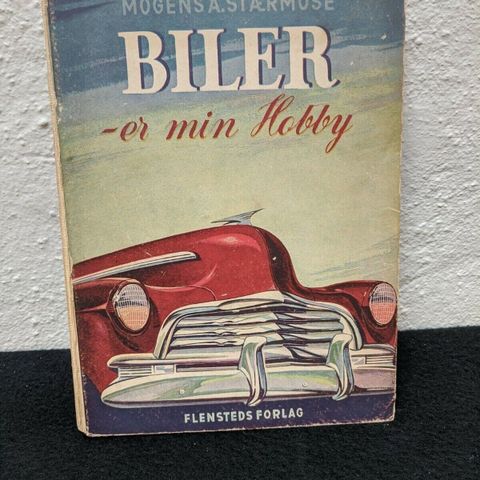 MOGENS A. STÆRMOSE
BILER
-er min Hobby
FLENSTEDS FORLAG